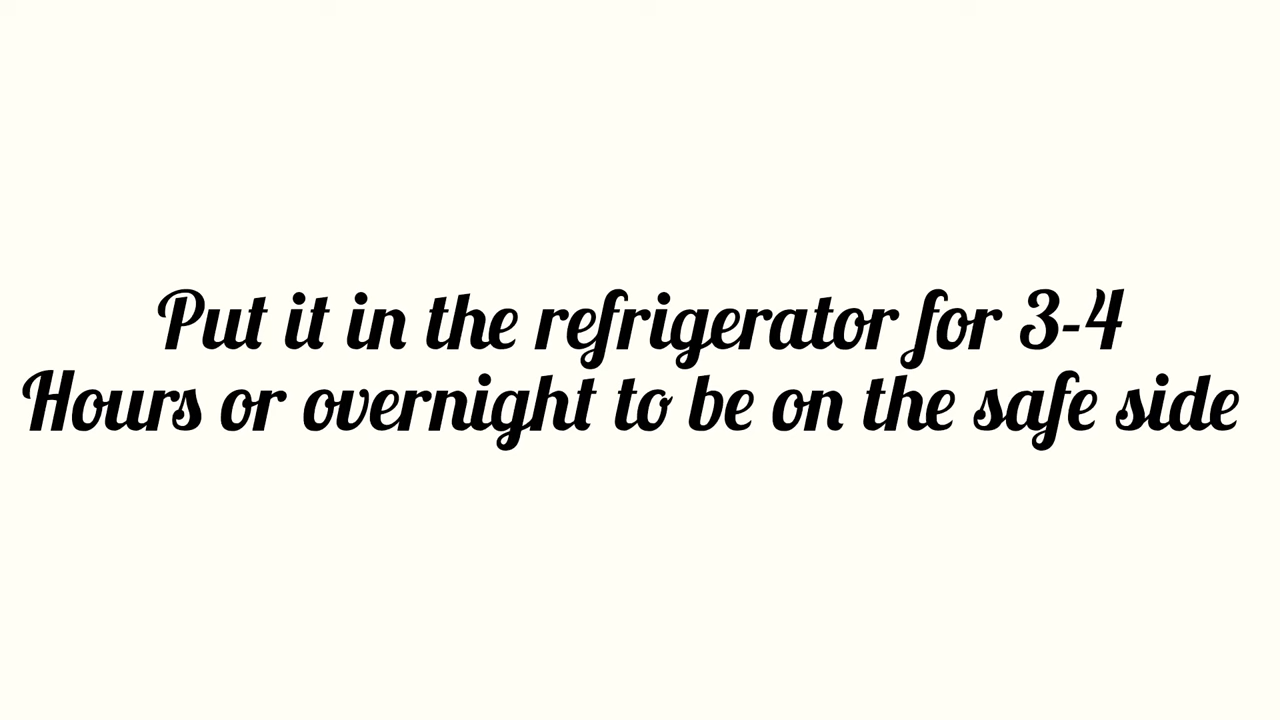 Put it in the refrigerator for 3-4
Hours or overnight to be on the safe side